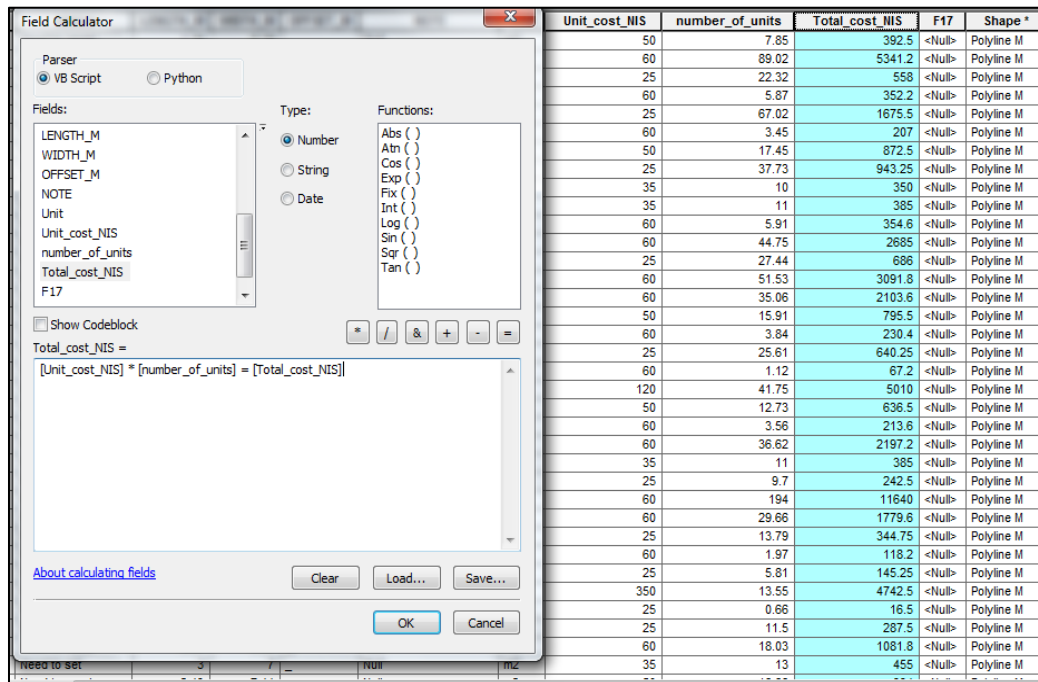 Field Calculator
X
Parser
VB Script Python
Fields: Type: Functions:
LENGTH_M
WIDTH_M
OFFSET_M
NOTE
Unit
Unit_cost_NIS
number_of_units
Total_cost_NIS
F17
Number
String
Date
Abs ( )
Atn ( )
Cos ( )
Exp ( )
Fix ( )
Int ( )
Log ( )
Sin ( )
Sqr ( )
Tan ( )
Show Codeblock
* / & + - =
Total_cost_NIS =
[Unit_cost_NIS] * [number_of_units] = [Total_cost_NIS]
About calculating fields
Clear Load... Save...
OK Cancel
Unit_cost_NIS number_of_units Total_cost_NIS F17 Shape *
50 7.85 392.5 <Null> Polyline M
60 89.02 5341.2 <Null> Polyline M
25 22.32 558 <Null> Polyline M
60 5.87 352.2 <Null> Polyline M
25 67.02 1675.5 <Null> Polyline M
60 3.45 207 <Null> Polyline M
50 17.45 872.5 <Null> Polyline M
25 37.73 943.25 <Null> Polyline M
35 10 350 <Null> Polyline M
35 11 385 <Null> Polyline M
60 5.91 354.6 <Null> Polyline M
60 44.75 2685 <Null> Polyline M
25 27.44 686 <Null> Polyline M
60 51.53 3091.8 <Null> Polyline M
60 35.06 2103.6 <Null> Polyline M
50 15.91 795.5 <Null> Polyline M
60 3.84 230.4 <Null> Polyline M
25 25.61 640.25 <Null> Polyline M
60 1.12 67.2 <Null> Polyline M
120 41.75 5010 <Null> Polyline M
50 12.73 636.5 <Null> Polyline M
60 3.56 213.6 <Null> Polyline M
60 36.62 2197.2 <Null> Polyline M
35 11 385 <Null> Polyline M
25 9.7 242.5 <Null> Polyline M
60 194 11640 <Null> Polyline M
60 29.66 1779.6 <Null> Polyline M
25 13.79 344.75 <Null> Polyline M
60 1.97 118.2 <Null> Polyline M
25 5.81 145.25 <Null> Polyline M
350 13.55 4742.5 <Null> Polyline M
25 0.66 16.5 <Null> Polyline M
25 11.5 287.5 <Null> Polyline M
60 18.03 1081.8 <Null> Polyline M
Need to set 3 7 _ Null m2 35 13 455 <Null> Polyline M